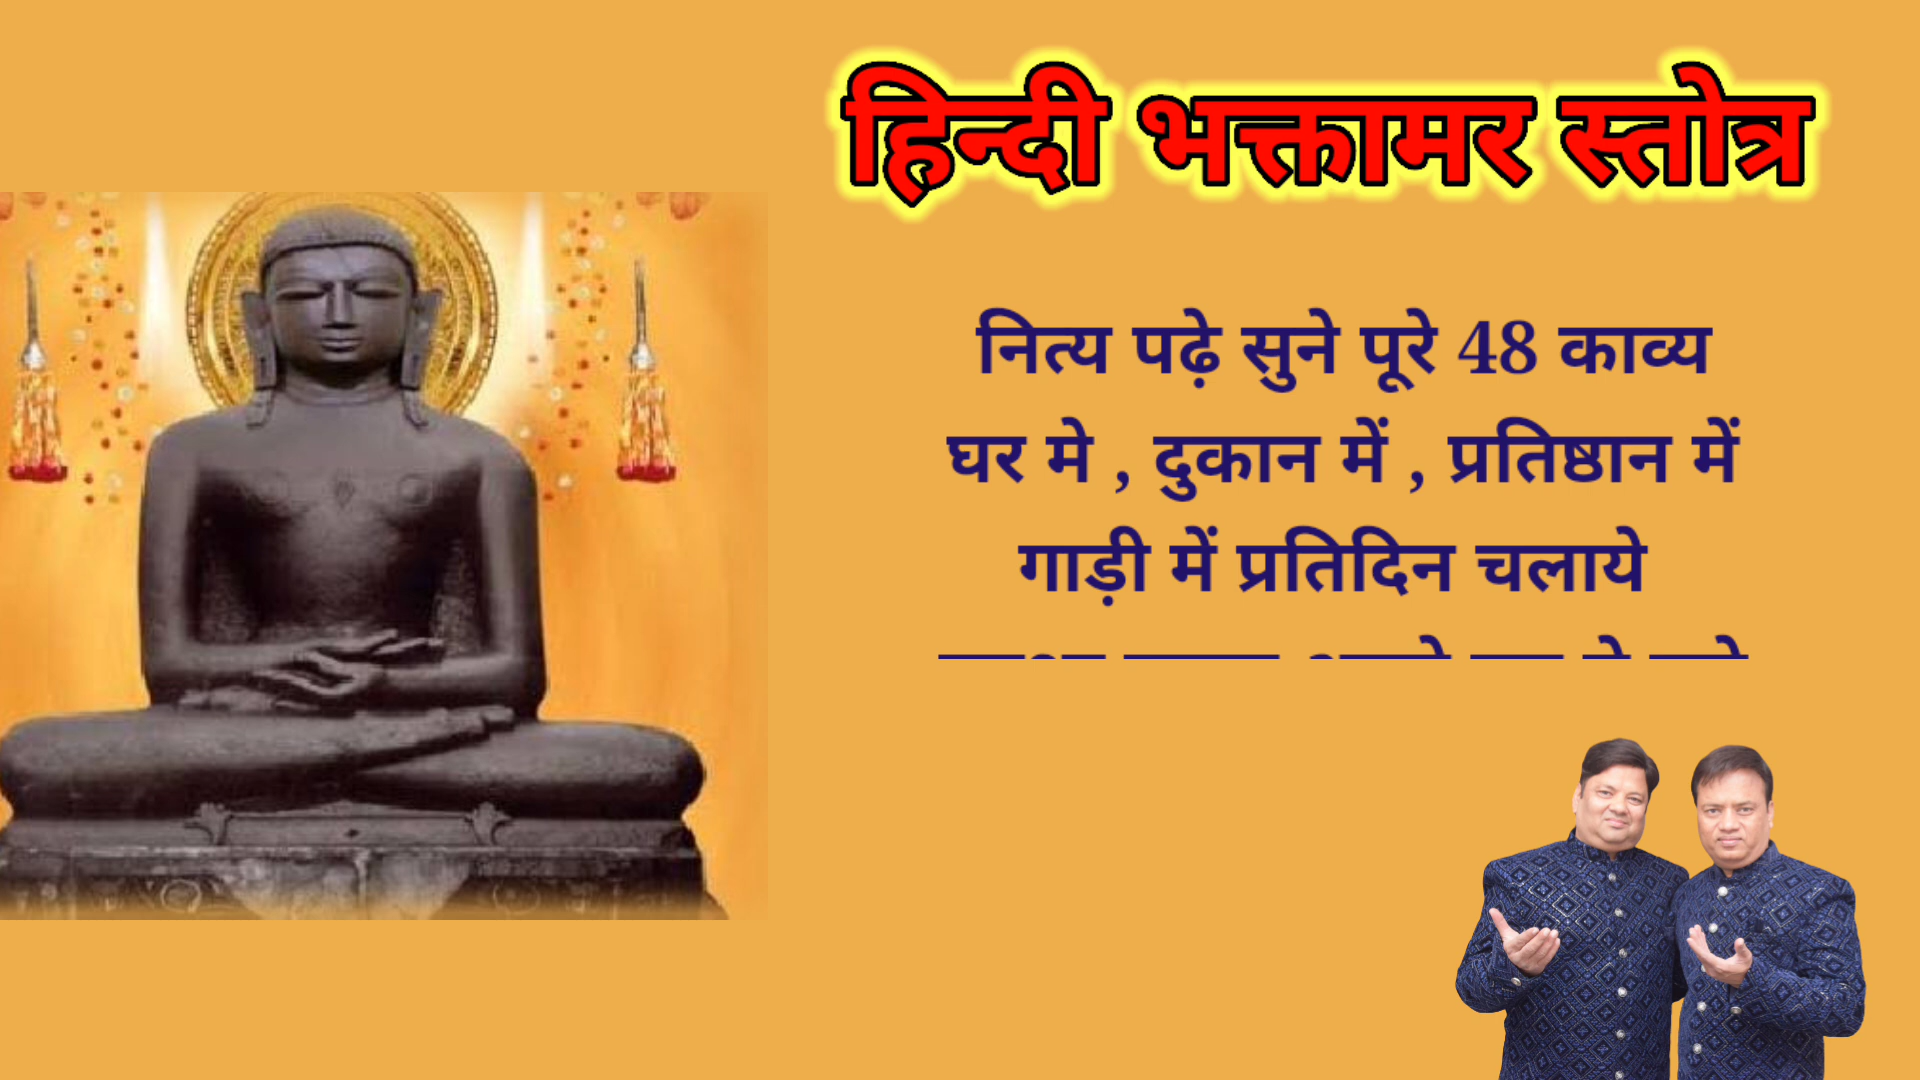 हिन्दी भक्तामर स्तोत्र
नित्य पढ़े सुने पूरे 48 काव्य
घर मे , दुकान में , प्रतिष्ठान में
गाड़ी में प्रतिदिन चलाये